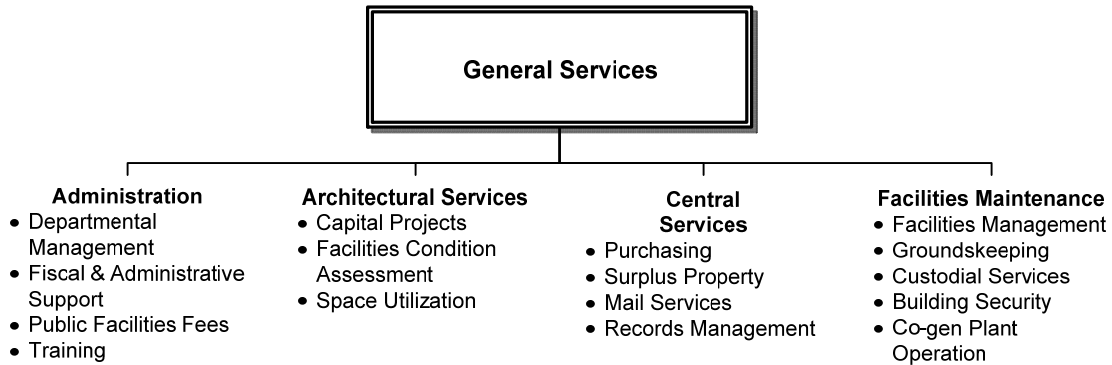 General Services
Administration
• Departmental
Management
• Fiscal & Administrative
Support
• Public Facilities Fees
• Training
Architectural Services
• Capital Projects
• Facilities Condition
Assessment
• Space Utilization
Central
Services
• Purchasing
• Surplus Property
• Mail Services
• Records Management
Facilities Maintenance
• Facilities Management
• Groundskeeping
• Custodial Services
• Building Security
• Co-gen Plant
Operation